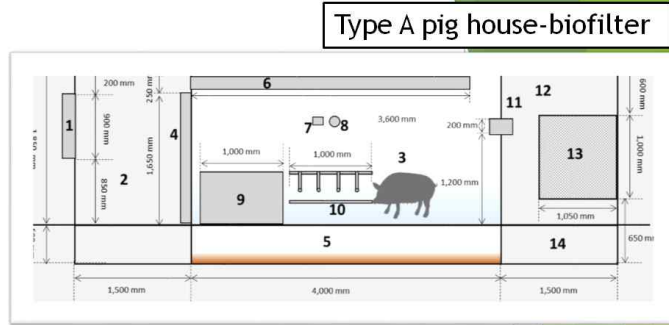 Type A pig house-biofilter
200 mm
250 mm
6
600 mm
12
11
1
900 mm
4
7
8
3,600 mm
200 mm
1,650 mm
1,000 mm
1,000 mm
3
13
1,000 mm
2
850 mm
9
10
1,200 mm
1,050 mm
5
14
650 mm
1,500 mm
4,000 mm
1,500 mm